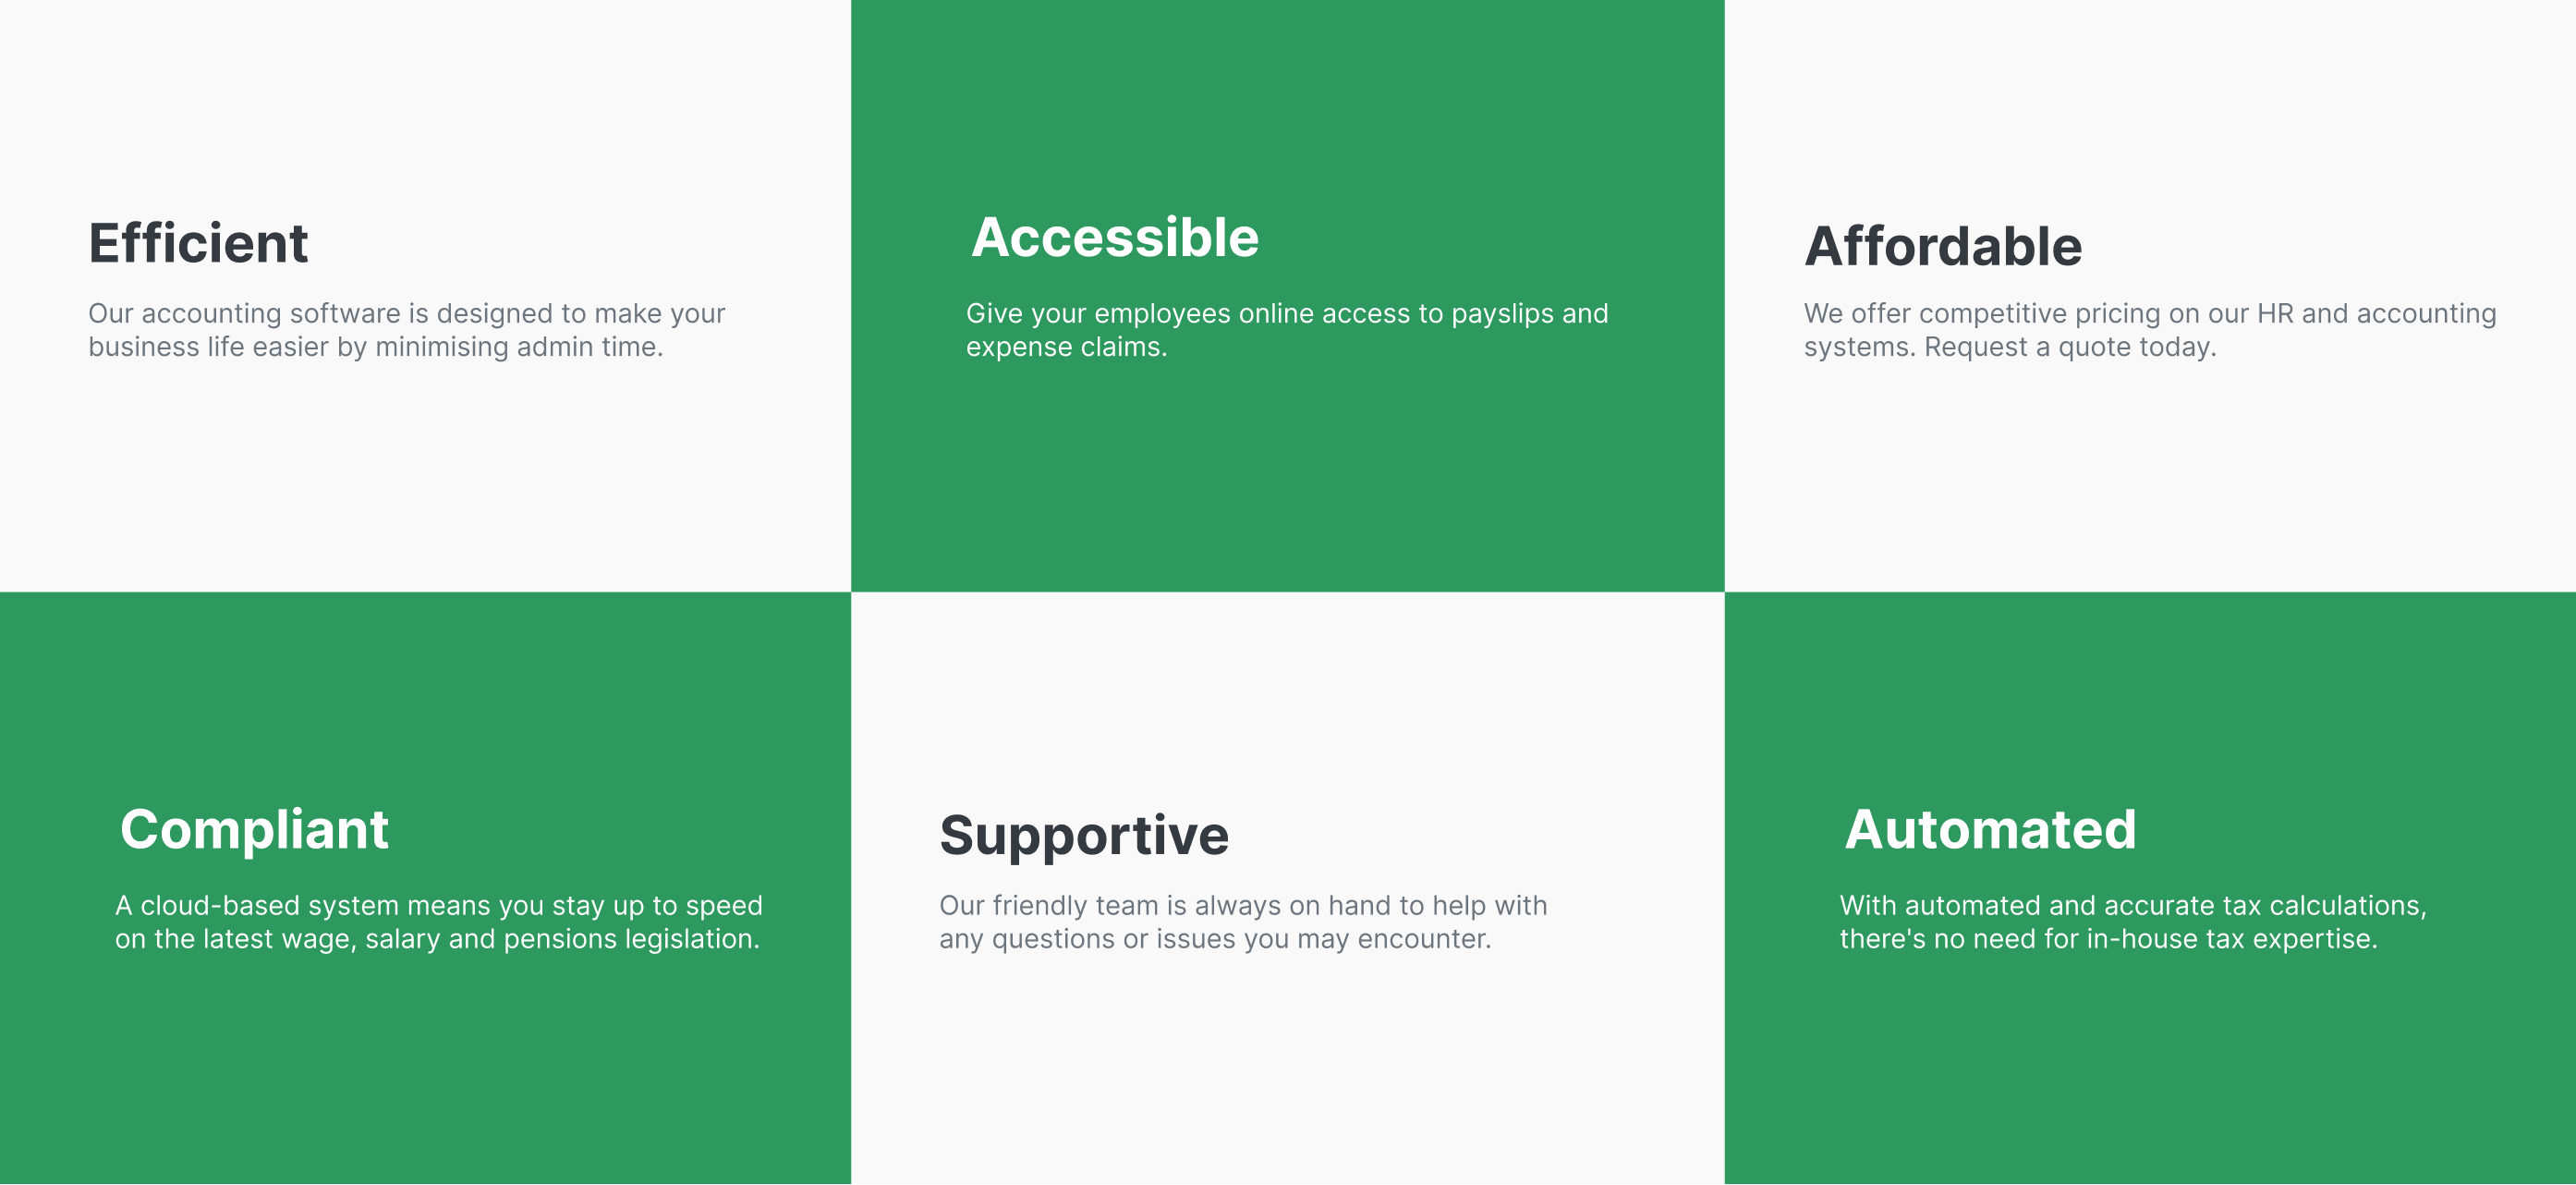 Efficient
Our accounting software is designed to make your
business life easier by minimising admin time.
Accessible
Give your employees online access to payslips and
expense claims.
Affordable
We offer competitive pricing on our HR and accounting
systems. Request a quote today.
Compliant
A cloud-based system means you stay up to speed
on the latest wage, salary and pensions legislation.
Supportive
Our friendly team is always on hand to help with
any questions or issues you may encounter.
Automated
With automated and accurate tax calculations,
there's no need for in-house tax expertise.